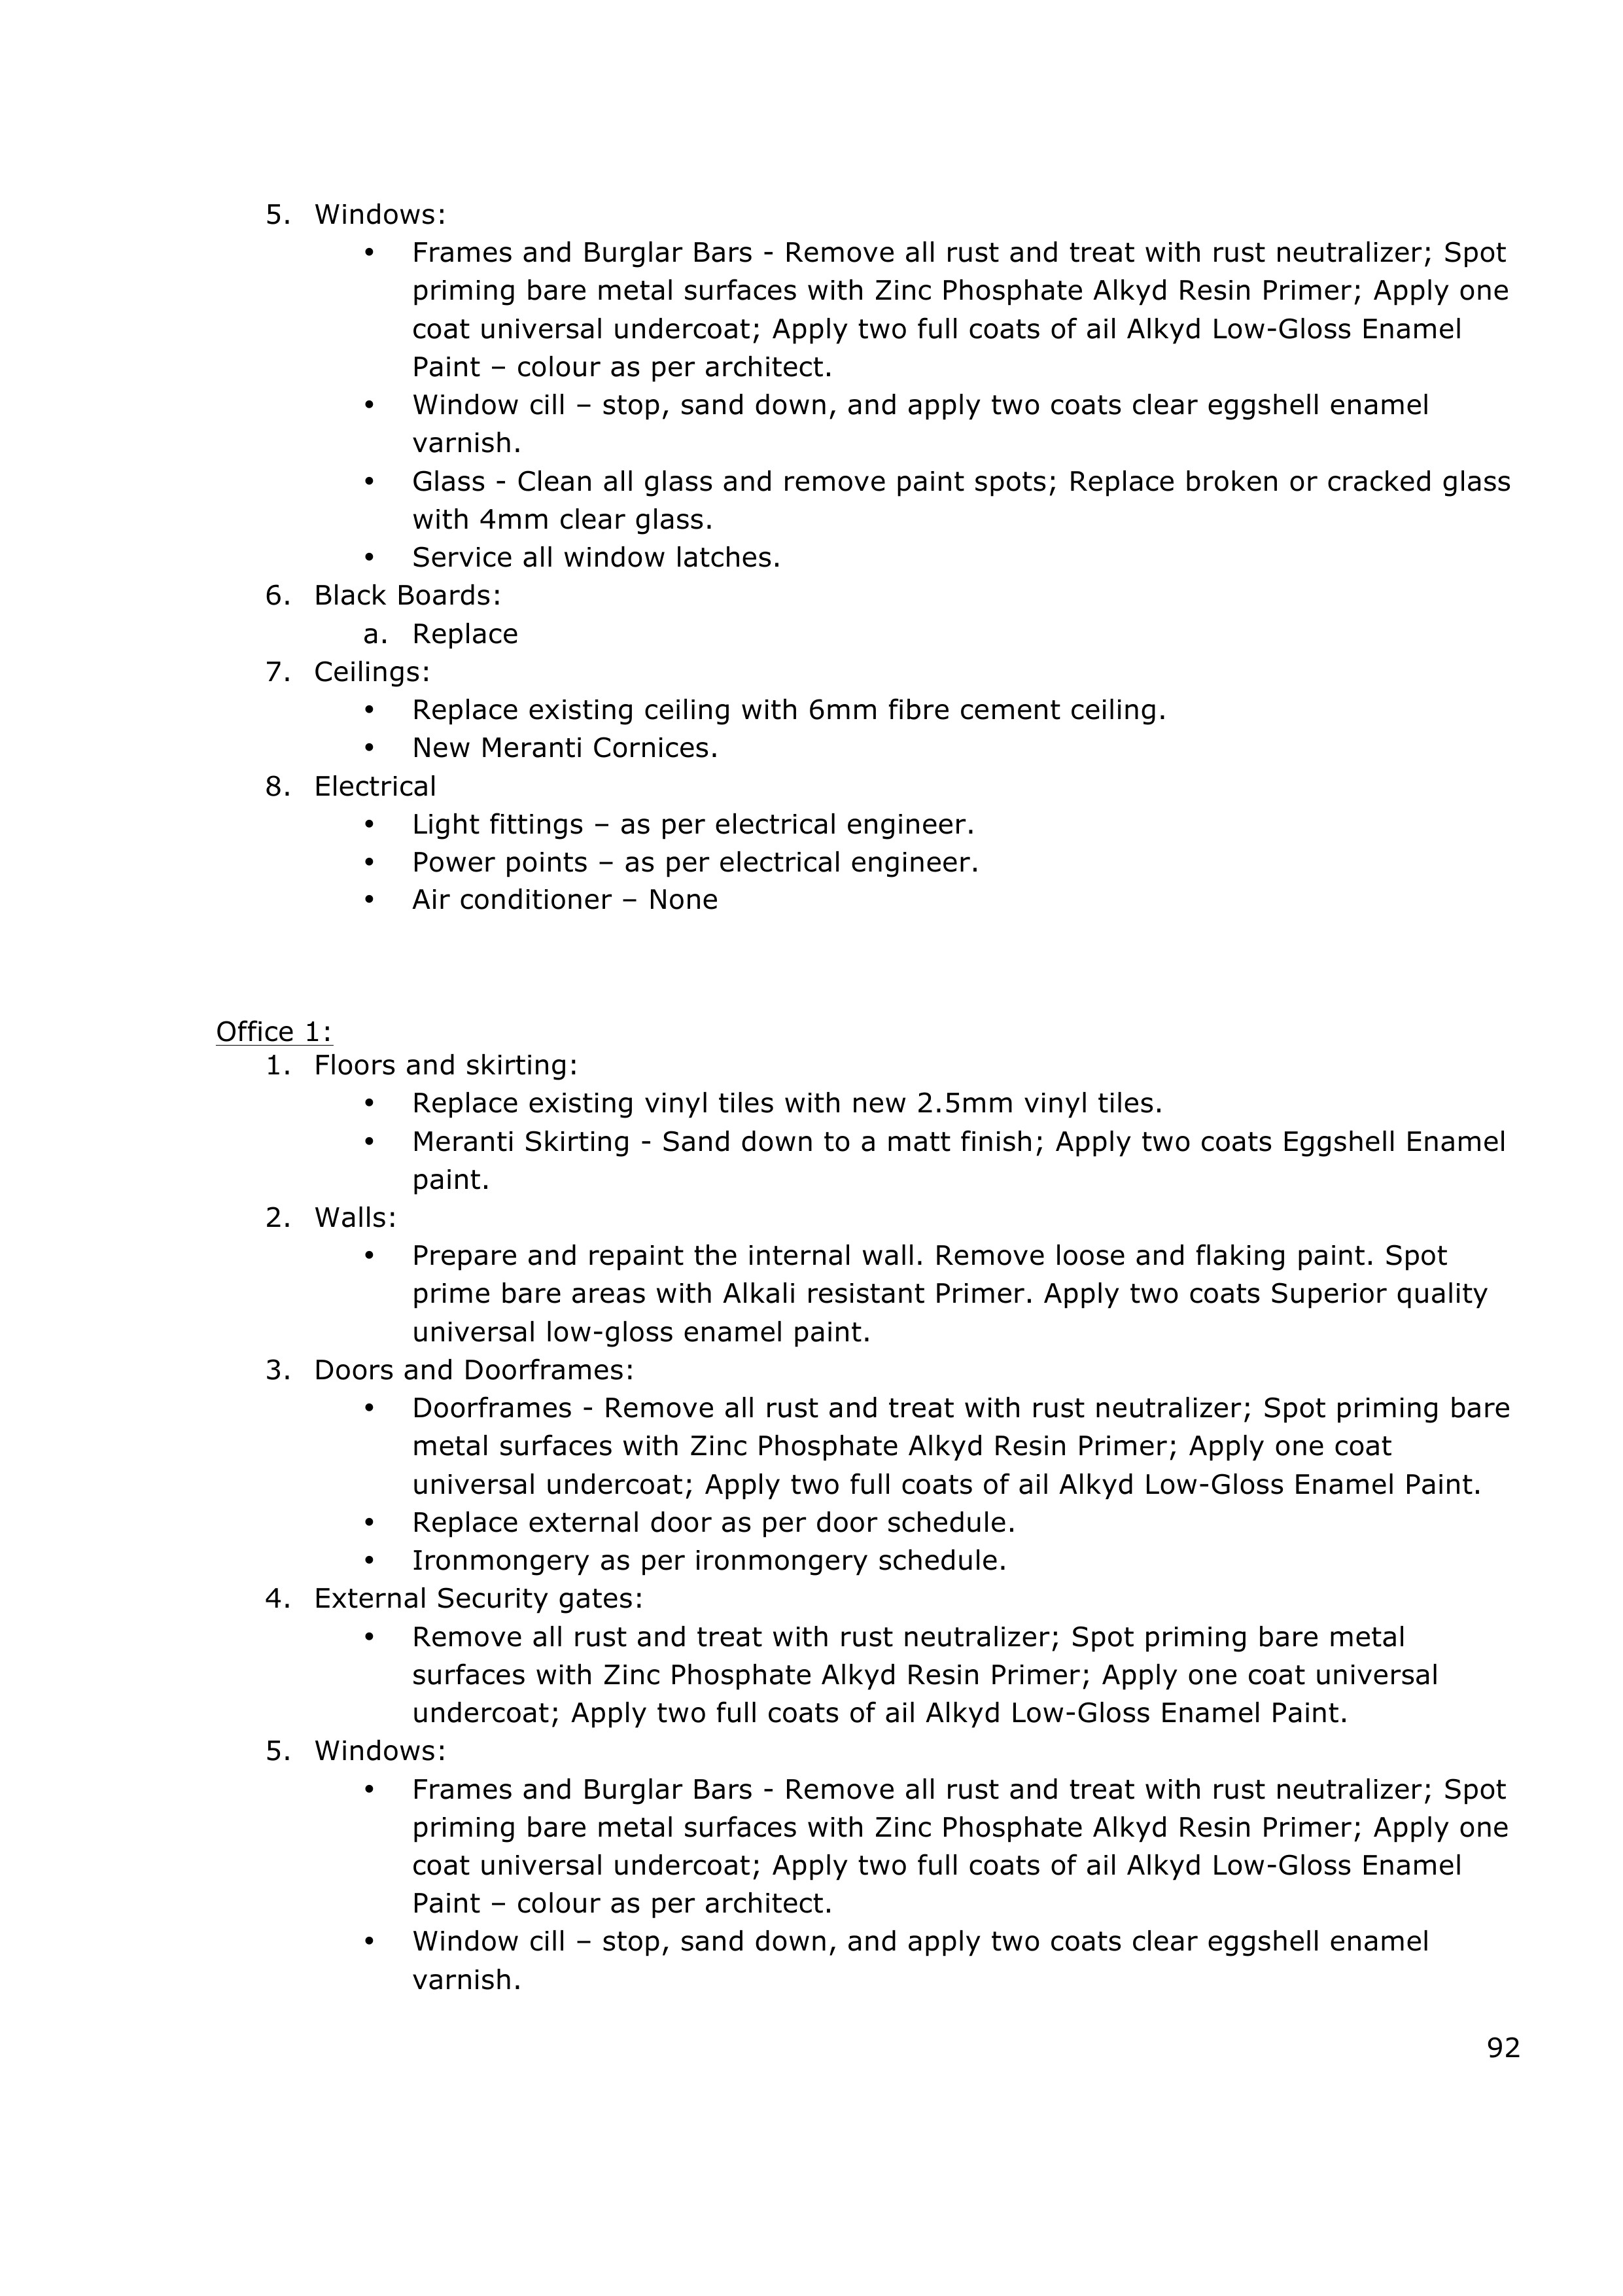 5. Windows:
• Frames and Burglar Bars - Remove all rust and treat with rust neutralizer; Spot
priming bare metal surfaces with Zinc Phosphate Alkyd Resin Primer; Apply one
coat universal undercoat; Apply two full coats of ail Alkyd Low-Gloss Enamel
Paint – colour as per architect.
• Window cill – stop, sand down, and apply two coats clear eggshell enamel
varnish.
• Glass - Clean all glass and remove paint spots; Replace broken or cracked glass
with 4mm clear glass.
• Service all window latches.
6. Black Boards:
a. Replace
7. Ceilings:
• Replace existing ceiling with 6mm fibre cement ceiling.
• New Meranti Cornices.
8. Electrical
• Light fittings – as per electrical engineer.
• Power points – as per electrical engineer.
• Air conditioner – None
Office 1:
1. Floors and skirting:
• Replace existing vinyl tiles with new 2.5mm vinyl tiles.
• Meranti Skirting - Sand down to a matt finish; Apply two coats Eggshell Enamel
paint.
2. Walls:
• Prepare and repaint the internal wall. Remove loose and flaking paint. Spot
prime bare areas with Alkali resistant Primer. Apply two coats Superior quality
universal low-gloss enamel paint.
3. Doors and Doorframes:
• Doorframes - Remove all rust and treat with rust neutralizer; Spot priming bare
metal surfaces with Zinc Phosphate Alkyd Resin Primer; Apply one coat
universal undercoat; Apply two full coats of ail Alkyd Low-Gloss Enamel Paint.
• Replace external door as per door schedule.
• Ironmongery as per ironmongery schedule.
4. External Security gates:
• Remove all rust and treat with rust neutralizer; Spot priming bare metal
surfaces with Zinc Phosphate Alkyd Resin Primer; Apply one coat universal
undercoat; Apply two full coats of ail Alkyd Low-Gloss Enamel Paint.
5. Windows:
• Frames and Burglar Bars - Remove all rust and treat with rust neutralizer; Spot
priming bare metal surfaces with Zinc Phosphate Alkyd Resin Primer; Apply one
coat universal undercoat; Apply two full coats of ail Alkyd Low-Gloss Enamel
Paint – colour as per architect.
• Window cill – stop, sand down, and apply two coats clear eggshell enamel
varnish.
92